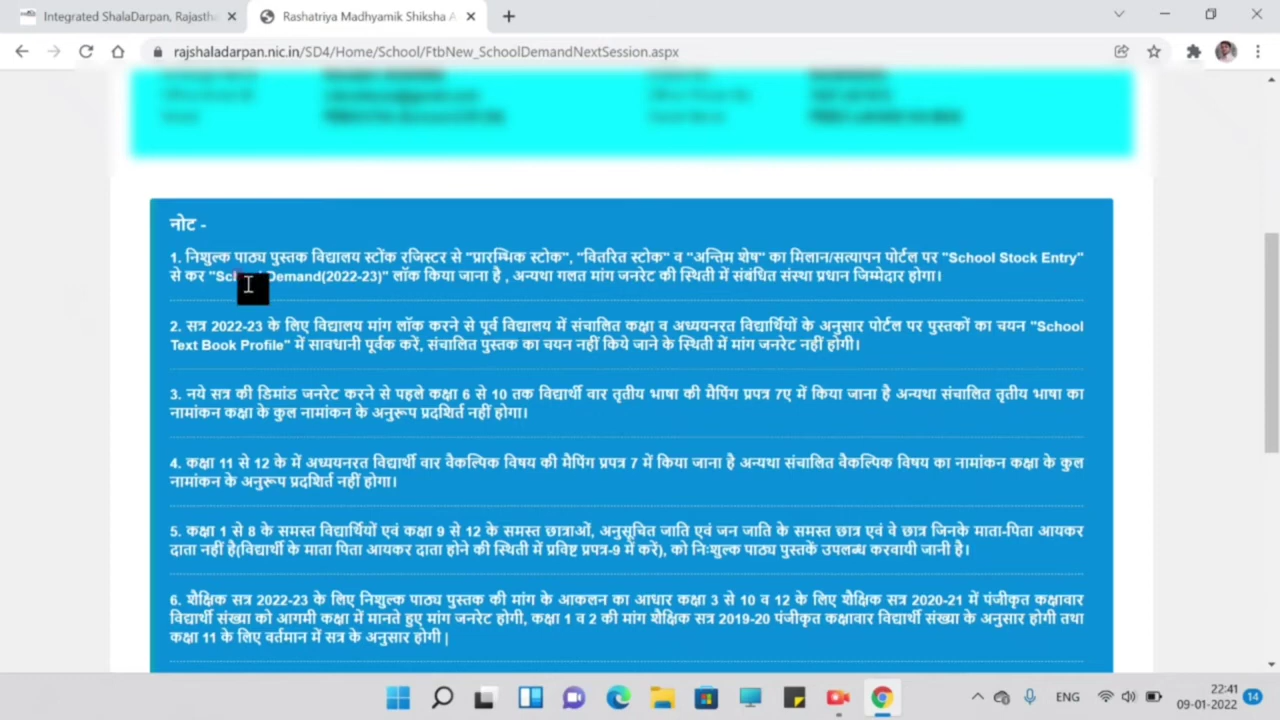 Integrated ShalaDarpan, Rajasth
Rashatriya Madhyamik Shiksha A
rajshaladarpan.nic.in/SD4/Home/School/FtbNew_SchoolDemandNextSession.aspx
नोट -
1. निशुल्क पाठ्य पुस्तक विद्यालय स्टोंक रजिस्टर से "प्रारम्भिक स्टोक", "वितरित स्टोक" व "अन्तिम शेष" का मिलान/सत्यापन पोर्टल पर "School Stock Entry"
से कर Demand(2022-23)" लॉक किया जाना है , अन्यथा गलत मांग जनरेट की स्थिती में संबंधित संस्था प्रधान जिम्मेदार होगा।
2. सत्र 2022-23 के लिए विद्यालय मांग लॉक करने से पूर्व विद्यालय में संचालित कक्षा व अध्ययनरत विद्यार्थियों के अनुसार पोर्टल पर पुस्तकों का चयन "School
Text Book Profile" में सावधानी पूर्वक करें, संचालित पुस्तक का चयन नहीं किये जाने के स्थिती में मांग जनरेट नहीं होगी।
3. नये सत्र की डिमांड जनरेट करने से पहले कक्षा 6 से 10 तक विद्यार्थी वार तृतीय भाषा की मैपिंग प्रपत्र 7ए में किया जाना है अन्यथा संचालित तृतीय भाषा का
नामांकन कक्षा के कुल नामांकन के अनुरूप प्रदशिर्त नहीं होगा।
4. कक्षा 11 से 12 के में अध्ययनरत विद्यार्थी वार वैकल्पिक विषय की मैपिंग प्रपत्र 7 में किया जाना है अन्यथा संचालित वैकल्पिक विषय का नामांकन कक्षा के कुल
नामांकन के अनुरूप प्रदशिर्त नहीं होगा।
5. कक्षा 1 से 8 के समस्त विद्यार्थियों एवं कक्षा 9 से 12 के समस्त छात्राओं, अनुसूचित जाति एवं जन जाति के समस्त छात्र एवं वे छात्र जिनके माता-पिता आयकर
दाता नहीं है(विद्यार्थी के माता पिता आयकर दाता होने की स्थिती में प्रविष्ट प्रपत्र-9 में करें), को निःशुल्क पाठ्य पुस्तकें उपलब्ध करवायी जानी है।
6. शैक्षिक सत्र 2022-23 के लिए निशुल्क पाठ्य पुस्तक की मांग के आकलन का आधार कक्षा 3 से 10 व 12 के लिए शैक्षिक सत्र 2020-21 में पंजीकृत कक्षावार
विद्यार्थी संख्या को आगमी कक्षा में मानते हुए मांग जनरेट होगी, कक्षा 1 व 2 की मांग शैक्षिक सत्र 2019-20 पंजीकृत कक्षावार विद्यार्थी संख्या के अनुसार होगी तथा
कक्षा 11 के लिए वर्तमान में सत्र के अनुसार होगी |
ENG
22:41
09-01-2022
14